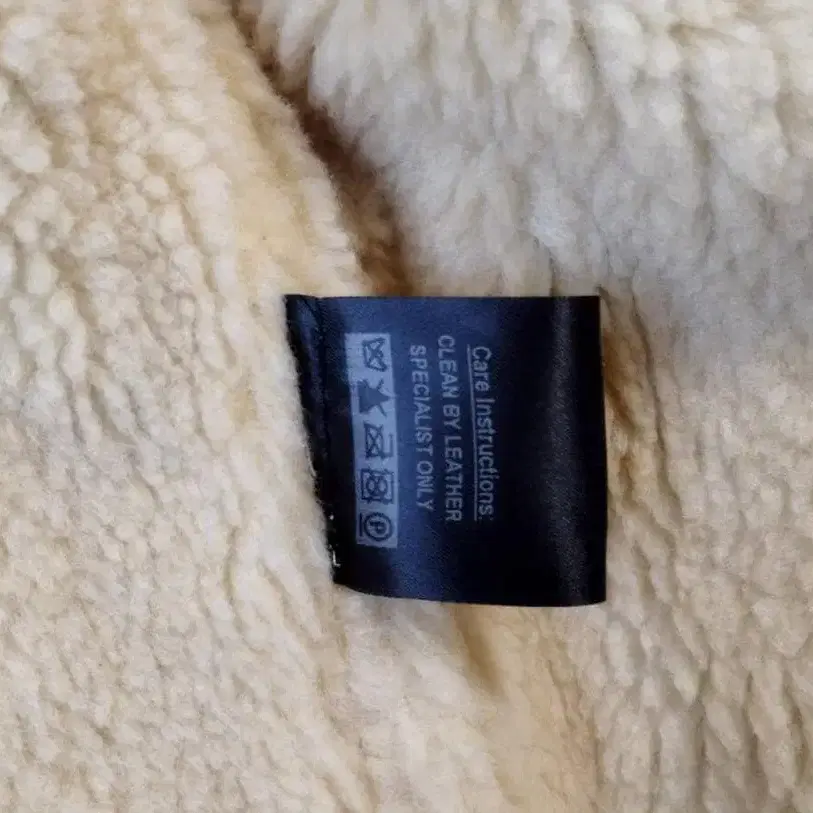 Care Instructions:
CLEAN BY LEATHER
SPECIALIST ONLY
P